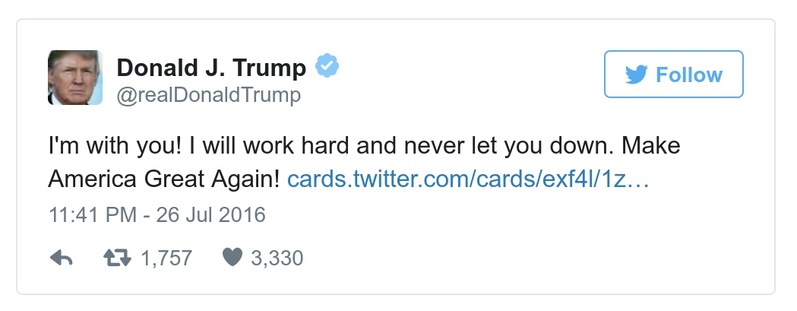 Donald J. Trump
@realDonaldTrump
Follow
I'm with you! I will work hard and never let you down. Make
America Great Again! cards.twitter.com/cards/exf4l/1z…
11:41 PM - 26 Jul 2016
1,757 3,330